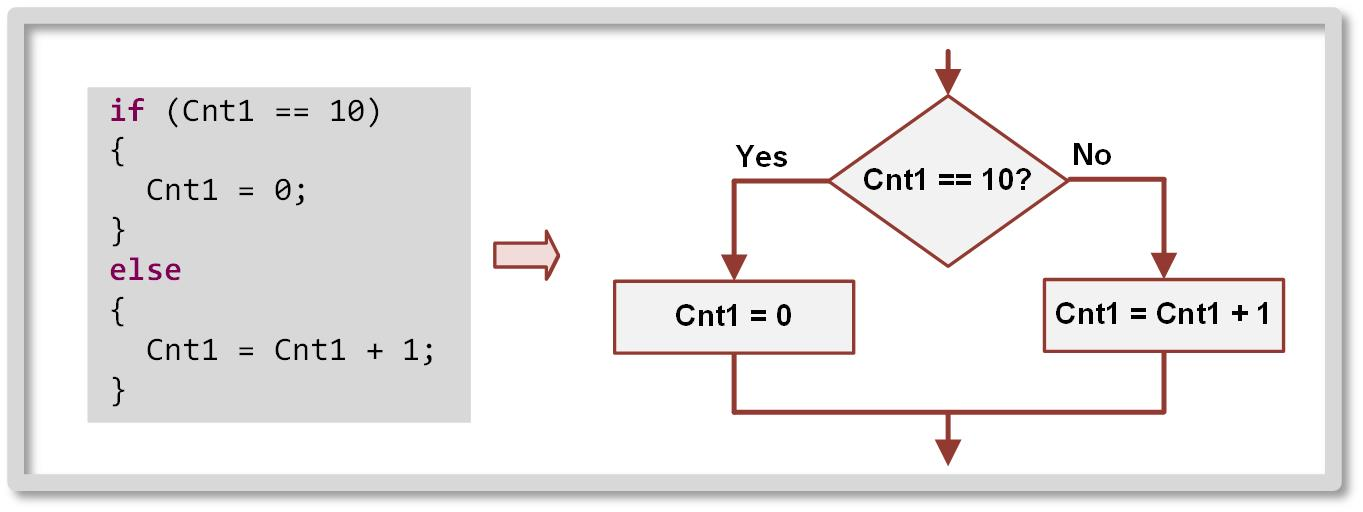 if (Cnt1 == 10)
{
  Cnt1 = 0;
}
else
{
  Cnt1 = Cnt1 + 1;
}
Cnt1 == 10?
Yes
No
Cnt1 = 0
Cnt1 = Cnt1 + 1